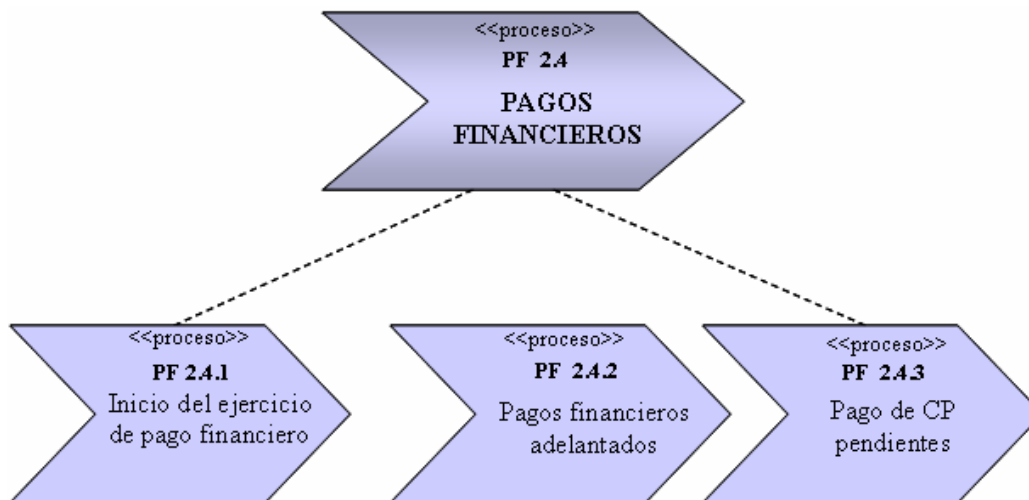 <<proceso>>
PF 2.4
PAGOS
FINANCIEROS
<<proceso>>
PF 2.4.1
Inicio del ejercicio
de pago financiero
<<proceso>>
PF 2.4.2
Pagos financieros
adelantados
<<proceso>>
PF 2.4.3
Pago de CP
pendientes